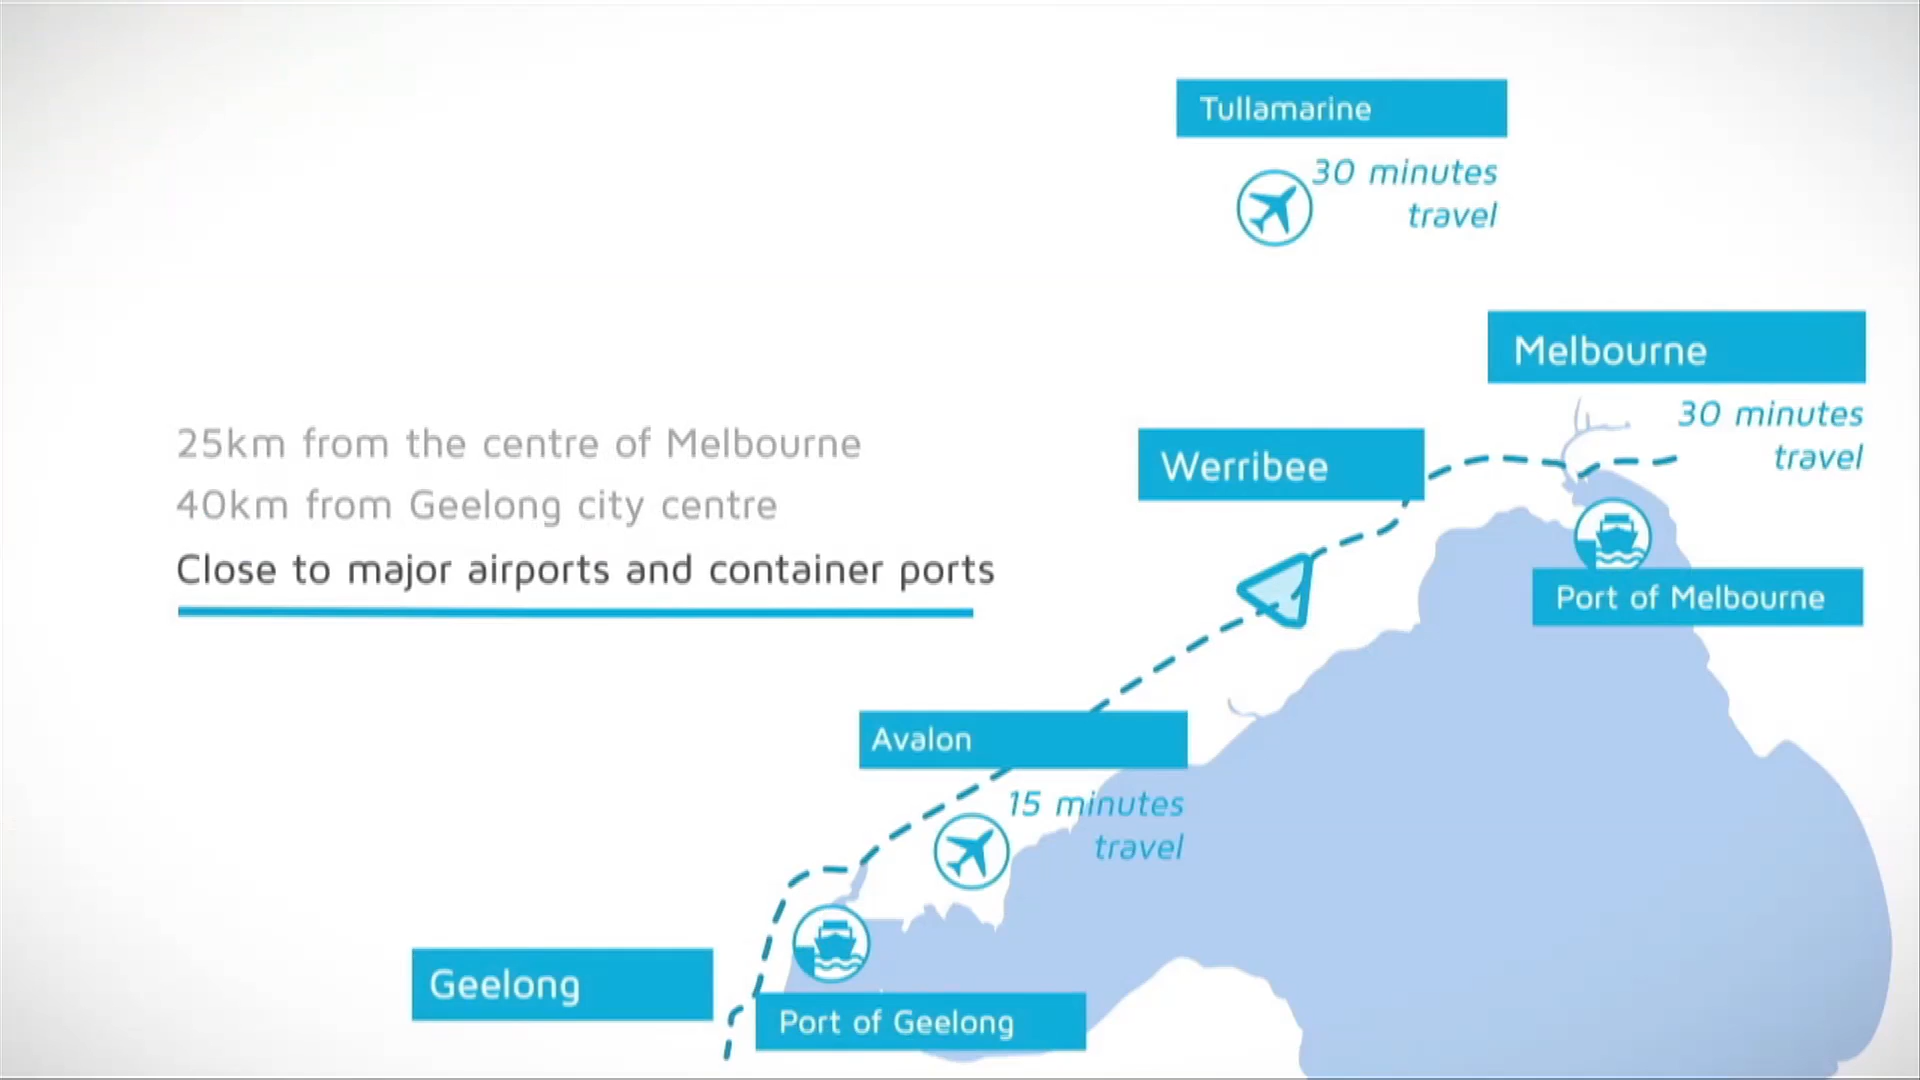 Tullamarine
30 minutes
travel
Melbourne
30 minutes
travel
25km from the centre of Melbourne
40km from Geelong city centre
Close to major airports and container ports
Werribee
Port of Melbourne
Avalon
15 minutes
travel
Geelong
Port of Geelong